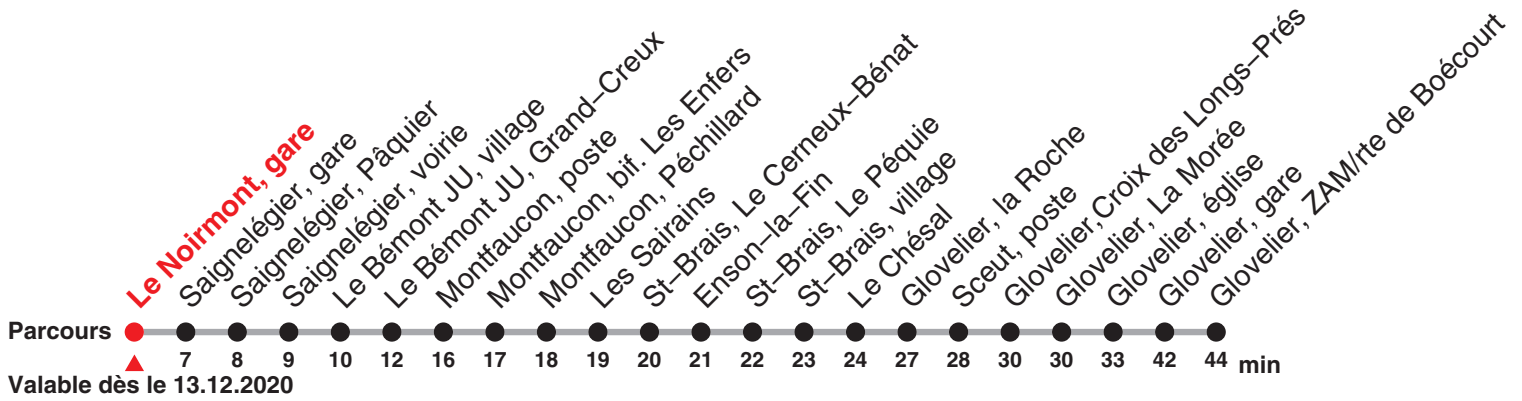 Le Noirmont, gare
Saignelégier, gare
Saignelégier, Pâquier
Saignelégier, voirie
Le Bémont JU, village
Le Bémont JU, Grand–Creux
Montfaucon, poste
Montfaucon, bif. Les Enfers
Montfaucon, Péchillard
Les Sairains
St–Brais, Le Cerneux–Bénat
Enson–la–Fin
St–Brais, Le Péquie
St–Brais, village
Le Chésal
Glovelier, la Roche
Sceut, poste
Glovelier, Croix des Longs–Prés
Glovelier, La Morée
Glovelier, église
Glovelier, gare
Glovelier, ZAM/rte de Boécourt
Parcours
7 8 9 10 12 16 17 18 19 20 21 22 23 24 27 28 30 30 33 42 44 min
Valable dès le 13.12.2020